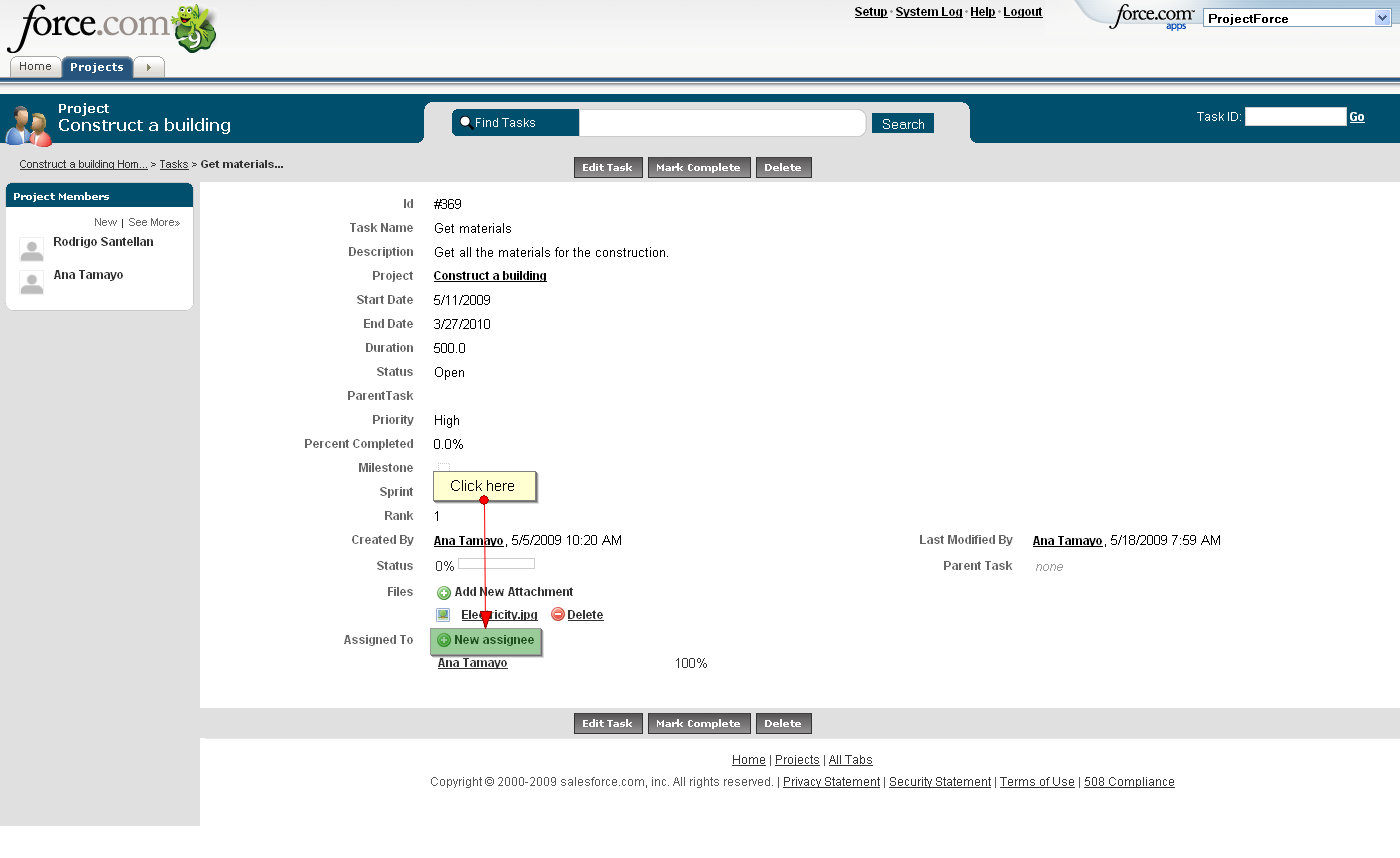 force.com 9
Setup · System Log · Help · Logout
force.com apps
ProjectForce
Home Projects
Project
Construct a building
Find Tasks Search
Task ID: Go
Construct a building Hom... > Tasks > Get materials...
Edit Task Mark Complete Delete
Project Members
New | See More»
Rodrigo Santellan
Ana Tamayo
Id #369
Task Name Get materials
Description Get all the materials for the construction.
Project Construct a building
Start Date 5/11/2009
End Date 3/27/2010
Duration 500.0
Status Open
ParentTask
Priority High
Percent Completed 0.0%
Milestone
Click here
Sprint
Rank 1
Created By Ana Tamayo, 5/5/2009 10:20 AM Last Modified By Ana Tamayo, 5/18/2009 7:59 AM
Status 0% Parent Task none
Files Add New Attachment
Electricity.jpg Delete
Assigned To New assignee
Ana Tamayo 100%
Edit Task Mark Complete Delete
Home | Projects | All Tabs
Copyright © 2000-2009 salesforce.com, inc. All rights reserved. | Privacy Statement | Security Statement | Terms of Use | 508 Compliance